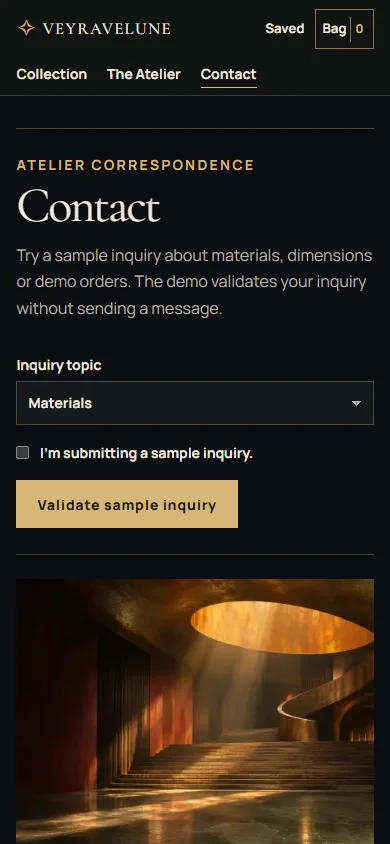 VEYRAVELUNE
Saved
Bag 0
Collection The Atelier Contact
ATELIER CORRESPONDENCE
Contact
Try a sample inquiry about materials, dimensions
or demo orders. The demo validates your inquiry
without sending a message.
Inquiry topic
Materials
I'm submitting a sample inquiry.
Validate sample inquiry